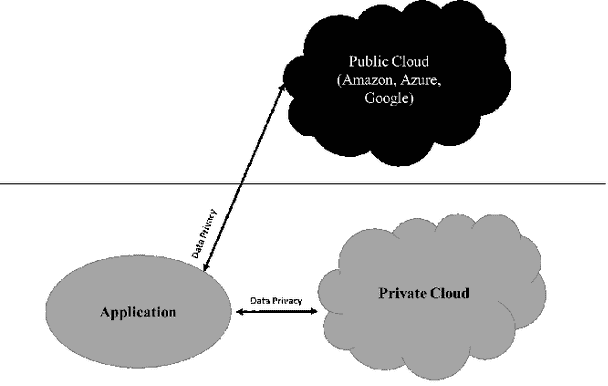 Public Cloud
(Amazon, Azure,
Google)
Data Privacy
Application
Data Privacy
Private Cloud